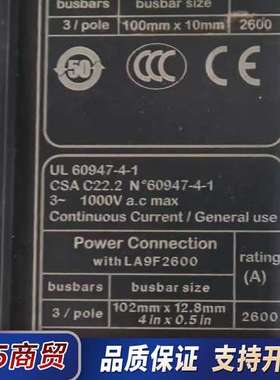 busbars busbar size
3 / pole 100mm x 10mm 2600
50 CCC CE
UL 60947-4-1
CSA C22.2 N°60947-4-1
3~ 1000V a.c max
Continuous Current / General use
Power Connection
with LA9F2600
rating
(A)
busbars busbar size
3 / pole 102mm x 12.8mm
4 in x 0.5 in 2600
5商贸 品质保证 支持开